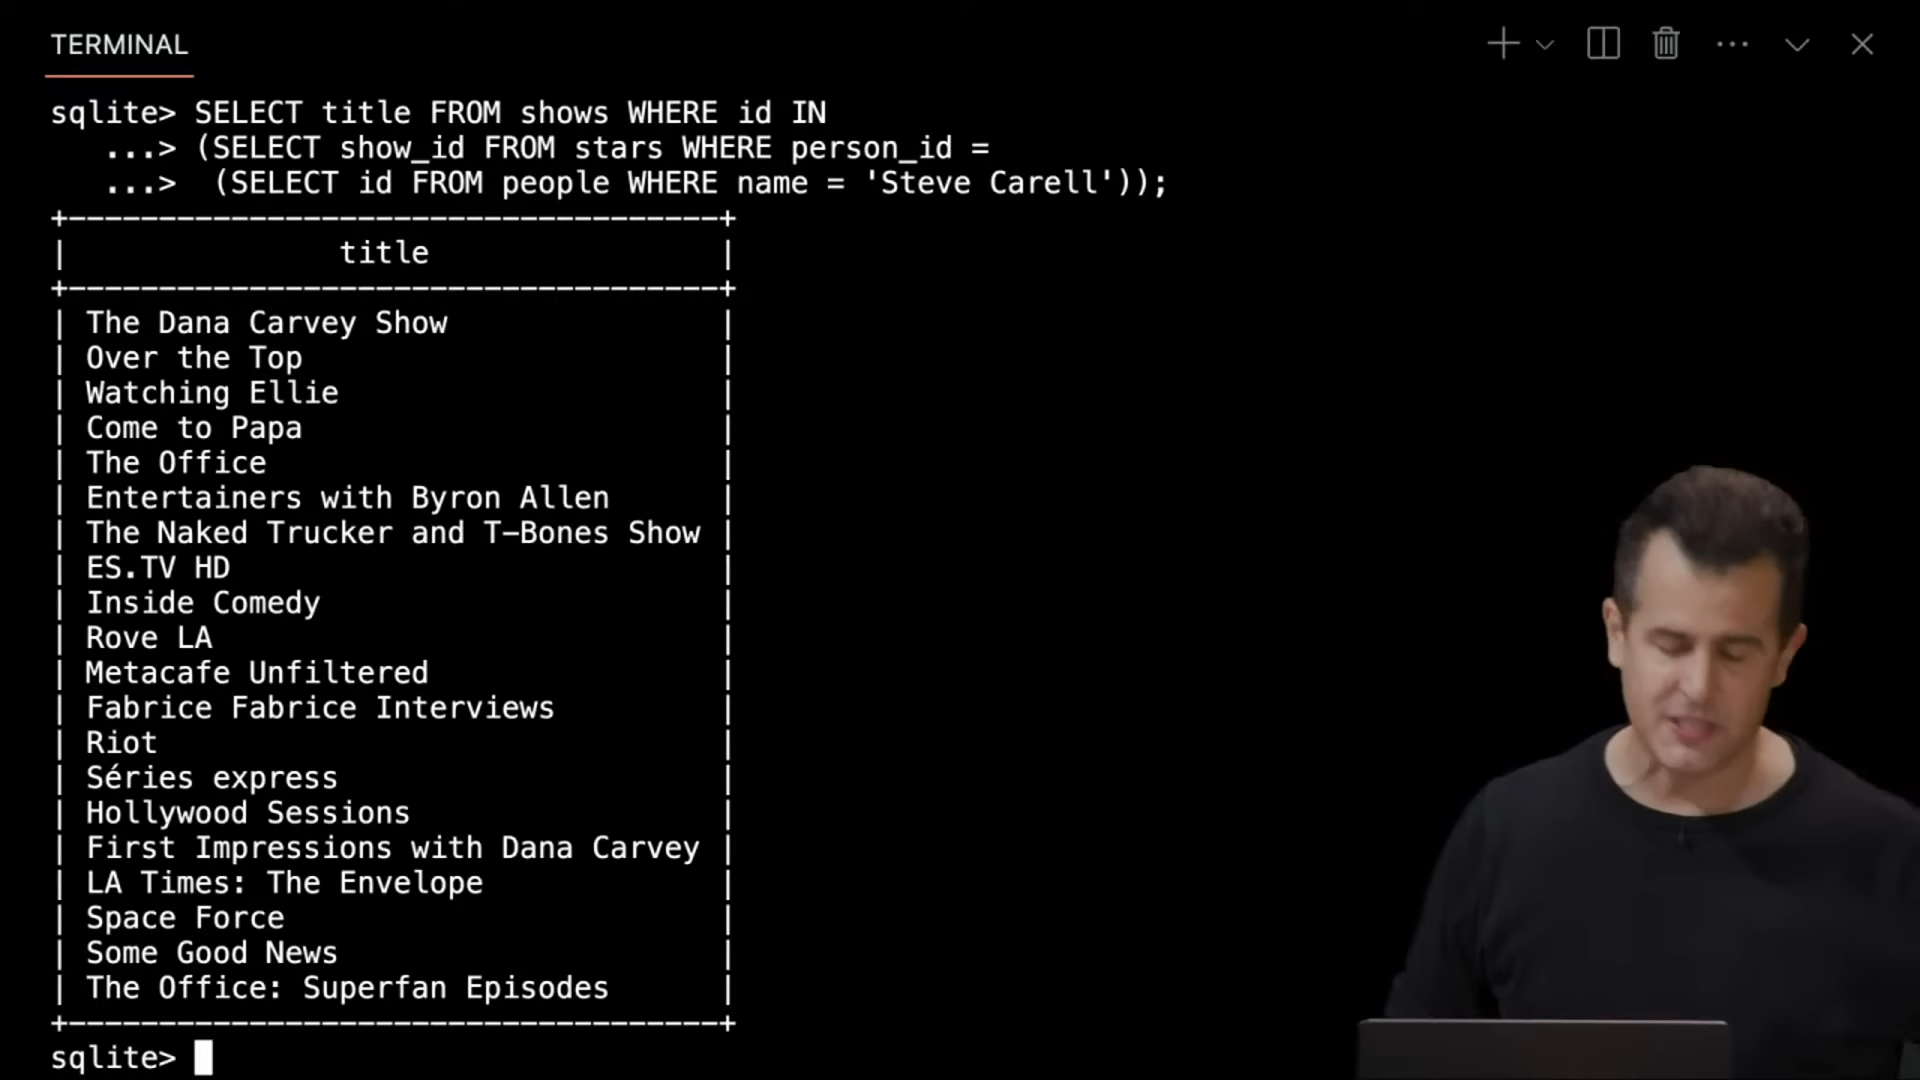 TERMINAL
sqlite> SELECT title FROM shows WHERE id IN
...> (SELECT show_id FROM stars WHERE person_id =
...> (SELECT id FROM people WHERE name = 'Steve Carell'));
+------------------------------------+
| title |
+------------------------------------+
| The Dana Carvey Show |
| Over the Top |
| Watching Ellie |
| Come to Papa |
| The Office |
| Entertainers with Byron Allen |
| The Naked Trucker and T-Bones Show |
| ES.TV HD |
| Inside Comedy |
| Rove LA |
| Metacafe Unfiltered |
| Fabrice Fabrice Interviews |
| Riot |
| Séries express |
| Hollywood Sessions |
| First Impressions with Dana Carvey |
| LA Times: The Envelope |
| Space Force |
| Some Good News |
| The Office: Superfan Episodes |
+------------------------------------+
sqlite>